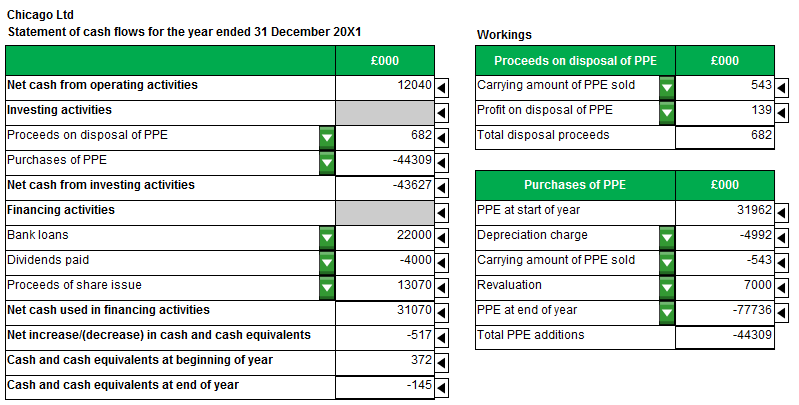 Chicago Ltd
Statement of cash flows for the year ended 31 December 20X1
£000
Net cash from operating activities 12040
Investing activities
Proceeds on disposal of PPE 682
Purchases of PPE -44309
Net cash from investing activities -43627
Financing activities
Bank loans 22000
Dividends paid -4000
Proceeds of share issue 13070
Net cash used in financing activities 31070
Net increase/(decrease) in cash and cash equivalents -517
Cash and cash equivalents at beginning of year 372
Cash and cash equivalents at end of year -145
Workings
Proceeds on disposal of PPE £000
Carrying amount of PPE sold 543
Profit on disposal of PPE 139
Total disposal proceeds 682
Purchases of PPE £000
PPE at start of year 31962
Depreciation charge -4992
Carrying amount of PPE sold -543
Revaluation 7000
PPE at end of year -77736
Total PPE additions -44309